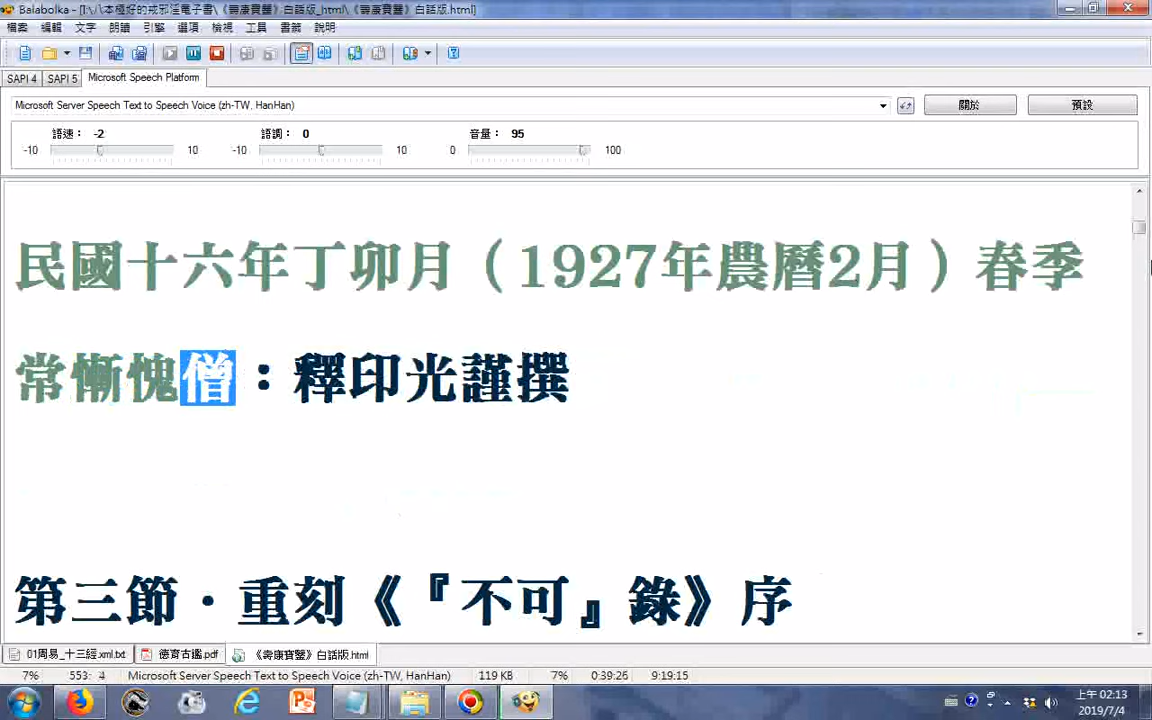 Balabolka - [I:\八\本極好的戒邪淫電子書\《壽康寶鑒》白話版_html\《壽康寶鑒》白話版.html]
檔案 編輯 文字 朗讀 引擎 選項 檢視 工具 書籤 說明
SAPI 4 SAPI 5 Microsoft Speech Platform
Microsoft Server Speech Text to Speech Voice (zh-TW, HanHan) 關於 預設
語速： -2 語調： 0 音量： 95
-10 10 -10 10 0 100
民國十六年丁卯月（1927年農曆2月）春季
常慚愧僧：釋印光謹撰
第三節．重刻《『不可』錄》序
01周易_十三經.xml.txt 德育古鑑.pdf 《壽康寶鑒》白話版.html
7% 553: 4 Microsoft Server Speech Text to Speech Voice (zh-TW, HanHan) 119 KB 7% 0:39:26 9:19:15
上午 02:13
2019/7/4